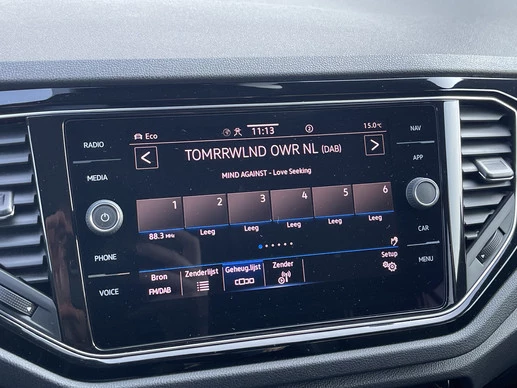 RADIO
MEDIA
PHONE
VOICE
NAV
APP
CAR
MENU
Eco
11:13
15.0°C
TOMRRWLND OWR NL (DAB)
MIND AGAINST - Love Seeking
1 2 3 4 5 6
88.3 MHz Leeg Leeg Leeg Leeg Leeg
Bron Zenderlijst Geheug.lijst Zender Setup
FM/DAB